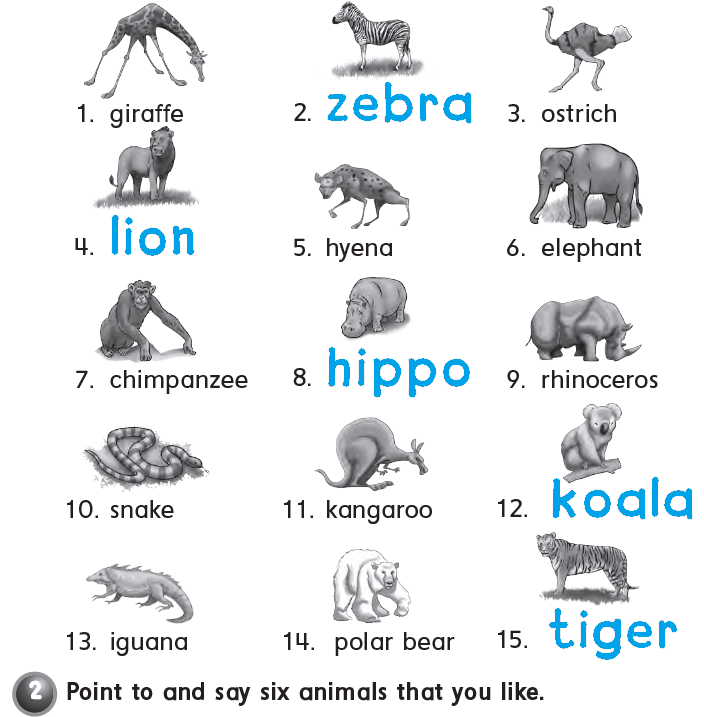 1. giraffe
2. zebra
3. ostrich
4. lion
5. hyena
6. elephant
7. chimpanzee
8. hippo
9. rhinoceros
10. snake
11. kangaroo
12. koala
13. iguana
14. polar bear
15. tiger
2 Point to and say six animals that you like.